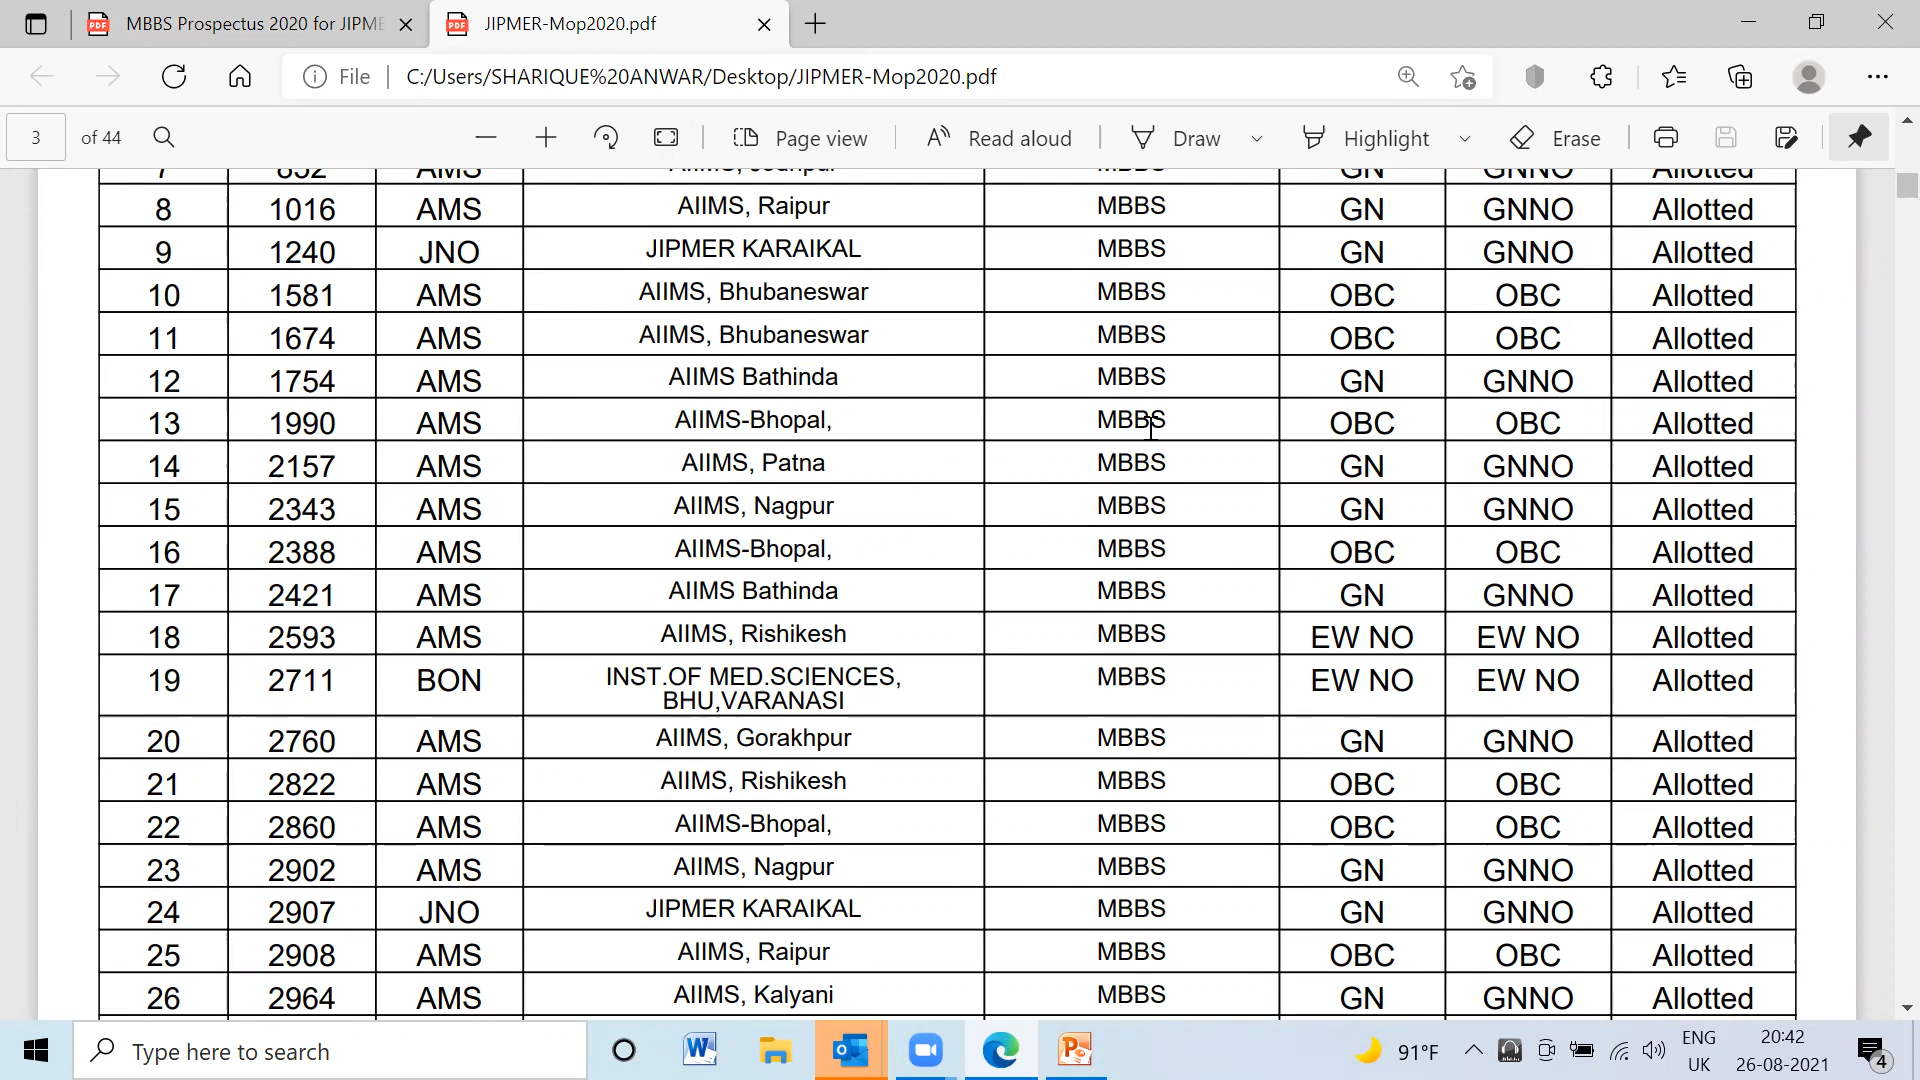 MBBS Prospectus 2020 for JIPME
JIPMER-Mop2020.pdf
File
C:/Users/SHARIQUE%20ANWAR/Desktop/JIPMER-Mop2020.pdf
3 of 44
Page view
Read aloud
Draw
Highlight
Erase
7 852 AMS AIIMS, Jodhpur MBBS GN GNNO Allotted
8 1016 AMS AIIMS, Raipur MBBS GN GNNO Allotted
9 1240 JNO JIPMER KARAIKAL MBBS GN GNNO Allotted
10 1581 AMS AIIMS, Bhubaneswar MBBS OBC OBC Allotted
11 1674 AMS AIIMS, Bhubaneswar MBBS OBC OBC Allotted
12 1754 AMS AIIMS Bathinda MBBS GN GNNO Allotted
13 1990 AMS AIIMS-Bhopal, MBBS OBC OBC Allotted
14 2157 AMS AIIMS, Patna MBBS GN GNNO Allotted
15 2343 AMS AIIMS, Nagpur MBBS GN GNNO Allotted
16 2388 AMS AIIMS-Bhopal, MBBS OBC OBC Allotted
17 2421 AMS AIIMS Bathinda MBBS GN GNNO Allotted
18 2593 AMS AIIMS, Rishikesh MBBS EW NO EW NO Allotted
19 2711 BON INST.OF MED.SCIENCES, MBBS EW NO EW NO Allotted
BHU,VARANASI
20 2760 AMS AIIMS, Gorakhpur MBBS GN GNNO Allotted
21 2822 AMS AIIMS, Rishikesh MBBS OBC OBC Allotted
22 2860 AMS AIIMS-Bhopal, MBBS OBC OBC Allotted
23 2902 AMS AIIMS, Nagpur MBBS GN GNNO Allotted
24 2907 JNO JIPMER KARAIKAL MBBS GN GNNO Allotted
25 2908 AMS AIIMS, Raipur MBBS OBC OBC Allotted
26 2964 AMS AIIMS, Kalyani MBBS GN GNNO Allotted
Type here to search
91°F
ENG
UK
20:42
26-08-2021
4